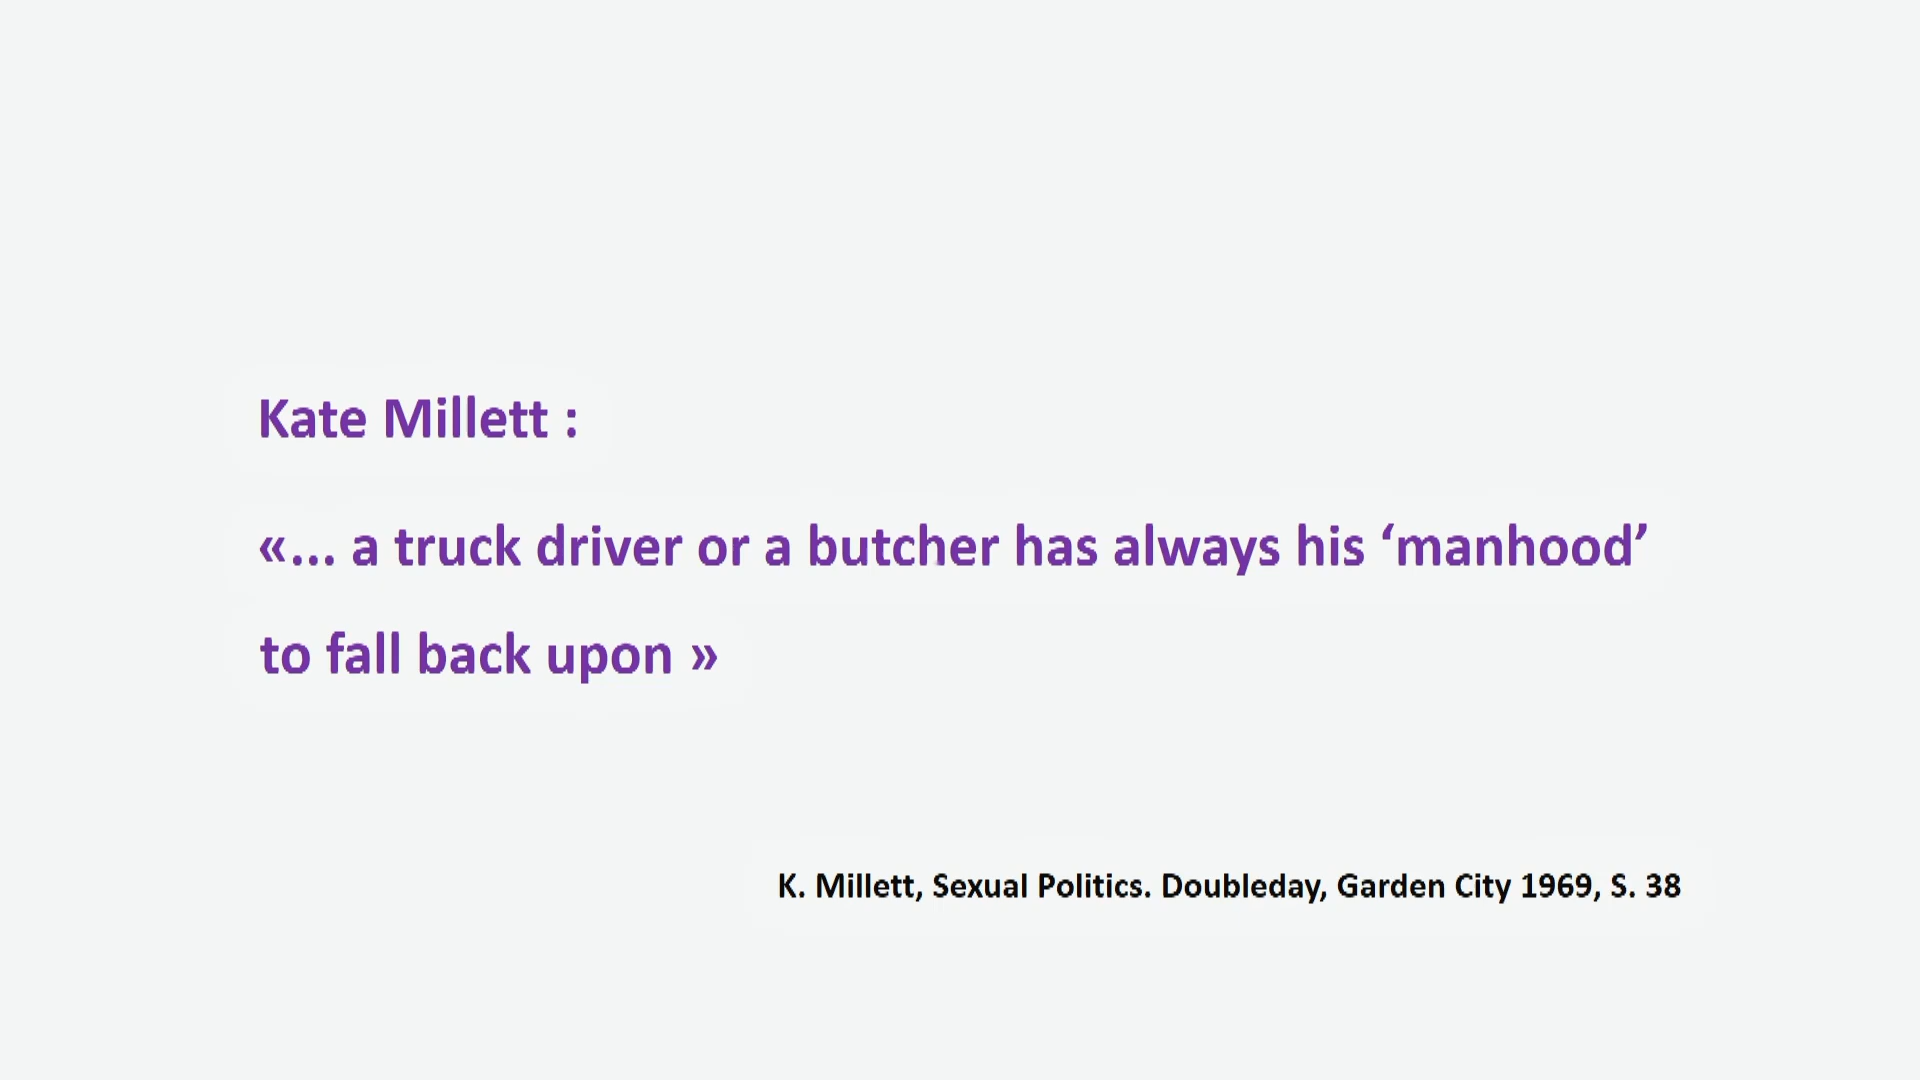 Kate Millett :
«... a truck driver or a butcher has always his ‘manhood’
to fall back upon »
K. Millett, Sexual Politics. Doubleday, Garden City 1969, S. 38